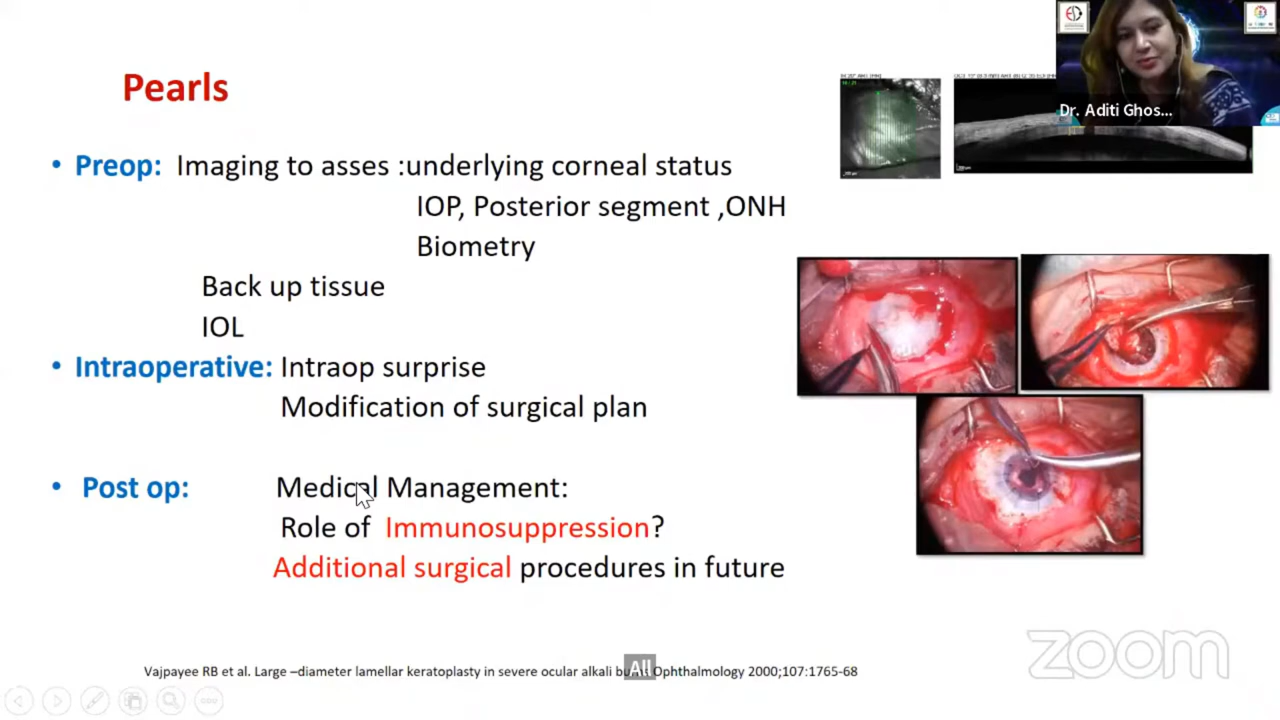 Pearls
Dr. Aditi Ghos...
• Preop: Imaging to asses :underlying corneal status
IOP, Posterior segment ,ONH
Biometry
Back up tissue
IOL
• Intraoperative: Intraop surprise
Modification of surgical plan
• Post op: Medical Management:
Role of Immunosuppression?
Additional surgical procedures in future
zoom
Vajpayee RB et al. Large –diameter lamellar keratoplasty in severe ocular alkali Ophthalmology 2000;107:1765-68
All